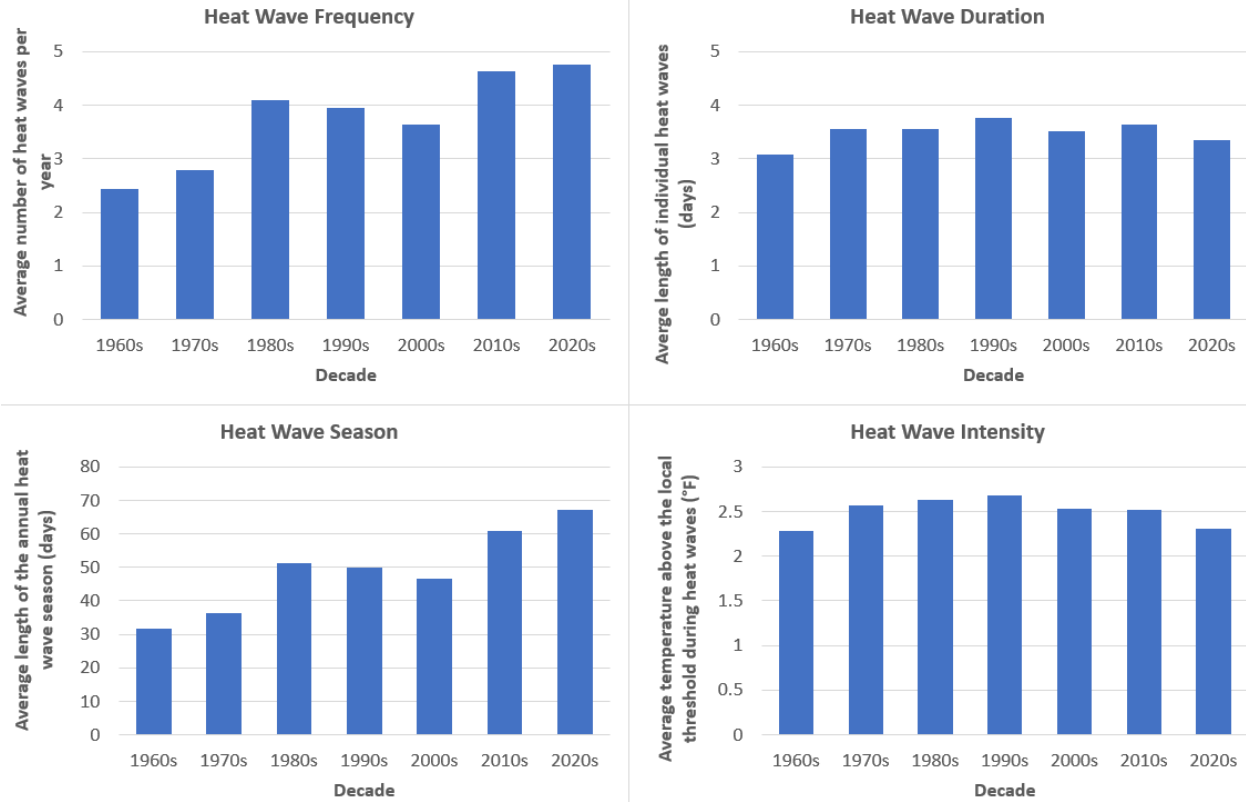 Heat Wave Frequency
Average number of heat waves per
year
5
4
3
2
1
0
1960s 1970s 1980s 1990s 2000s 2010s 2020s
Decade
Heat Wave Duration
Averge length of individual heat waves
(days)
5
4
3
2
1
0
1960s 1970s 1980s 1990s 2000s 2010s 2020s
Decade
Heat Wave Season
Average length of the annual heat
wave season (days)
80
70
60
50
40
30
20
10
0
1960s 1970s 1980s 1990s 2000s 2010s 2020s
Decade
Heat Wave Intensity
Average temperature above the local
threshold during heat waves (°F)
3
2.5
2
1.5
1
0.5
0
1960s 1970s 1980s 1990s 2000s 2010s 2020s
Decade